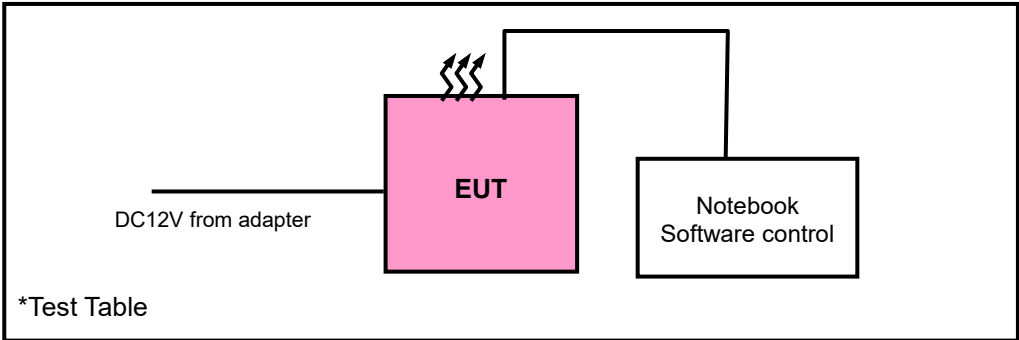 EUT
DC12V from adapter
Notebook
Software control
*Test Table